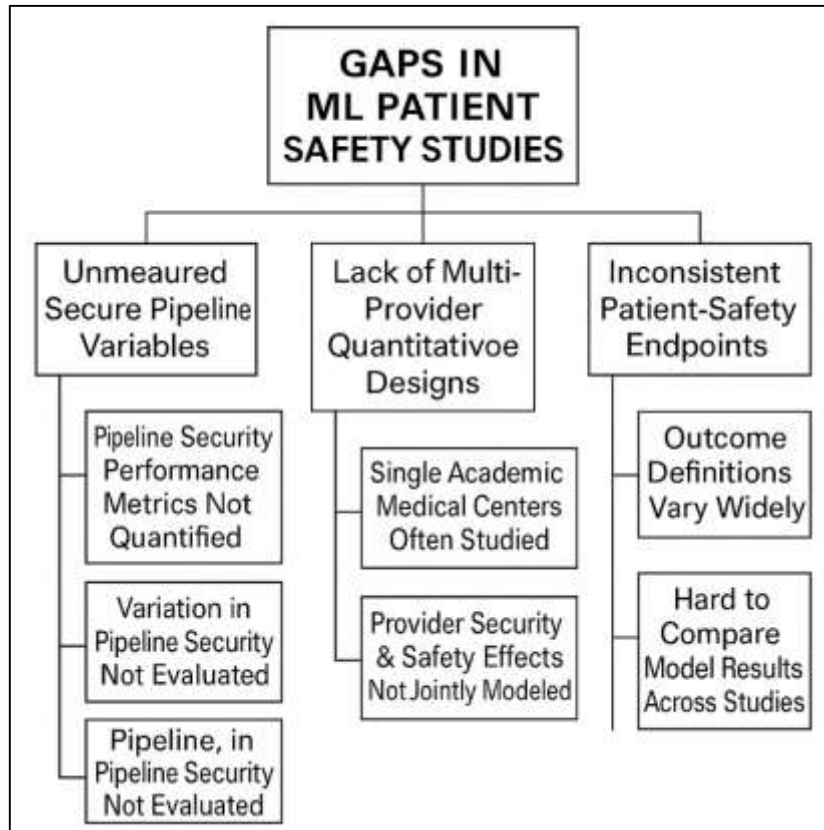 GAPS IN
ML PATIENT
SAFETY STUDIES
Unmeaured
Secure Pipeline
Variables
Pipeline Security
Performance
Metrics Not
Quantified
Variation in
Pipeline Security
Not Evaluated
Pipeline, in
Pipeline Security
Not Evaluated
Lack of Multi-
Provider
Quantitativoe
Designs
Single Academic
Medical Centers
Often Studied
Provider Security
& Safety Effects
Not Jointly Modeled
Inconsistent
Patient-Safety
Endpoints
Outcome
Definitions
Vary Widely
Hard to
Compare
Model Results
Across Studies